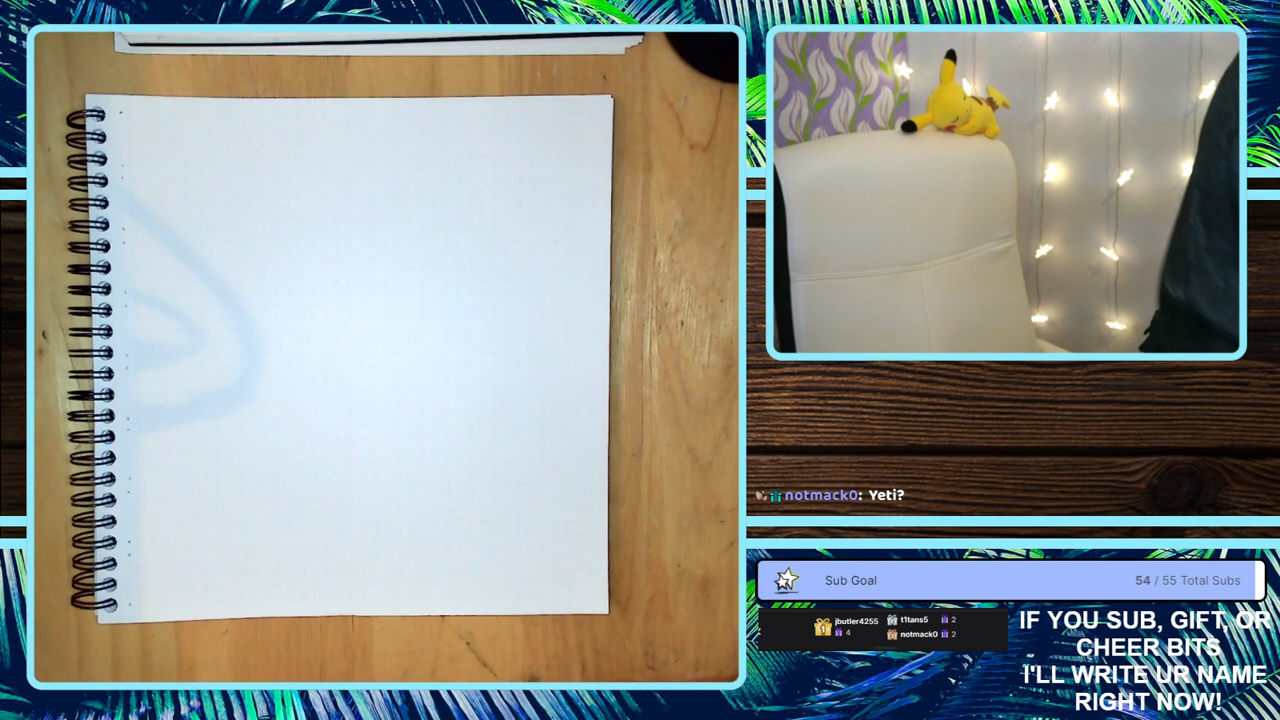 notmack0: Yeti?
Sub Goal 54 / 55 Total Subs
1 jbutler4255 4
t1tans5 2
notmack0 2
IF YOU SUB, GIFT, OR
CHEER BITS
I'LL WRITE UR NAME
RIGHT NOW!